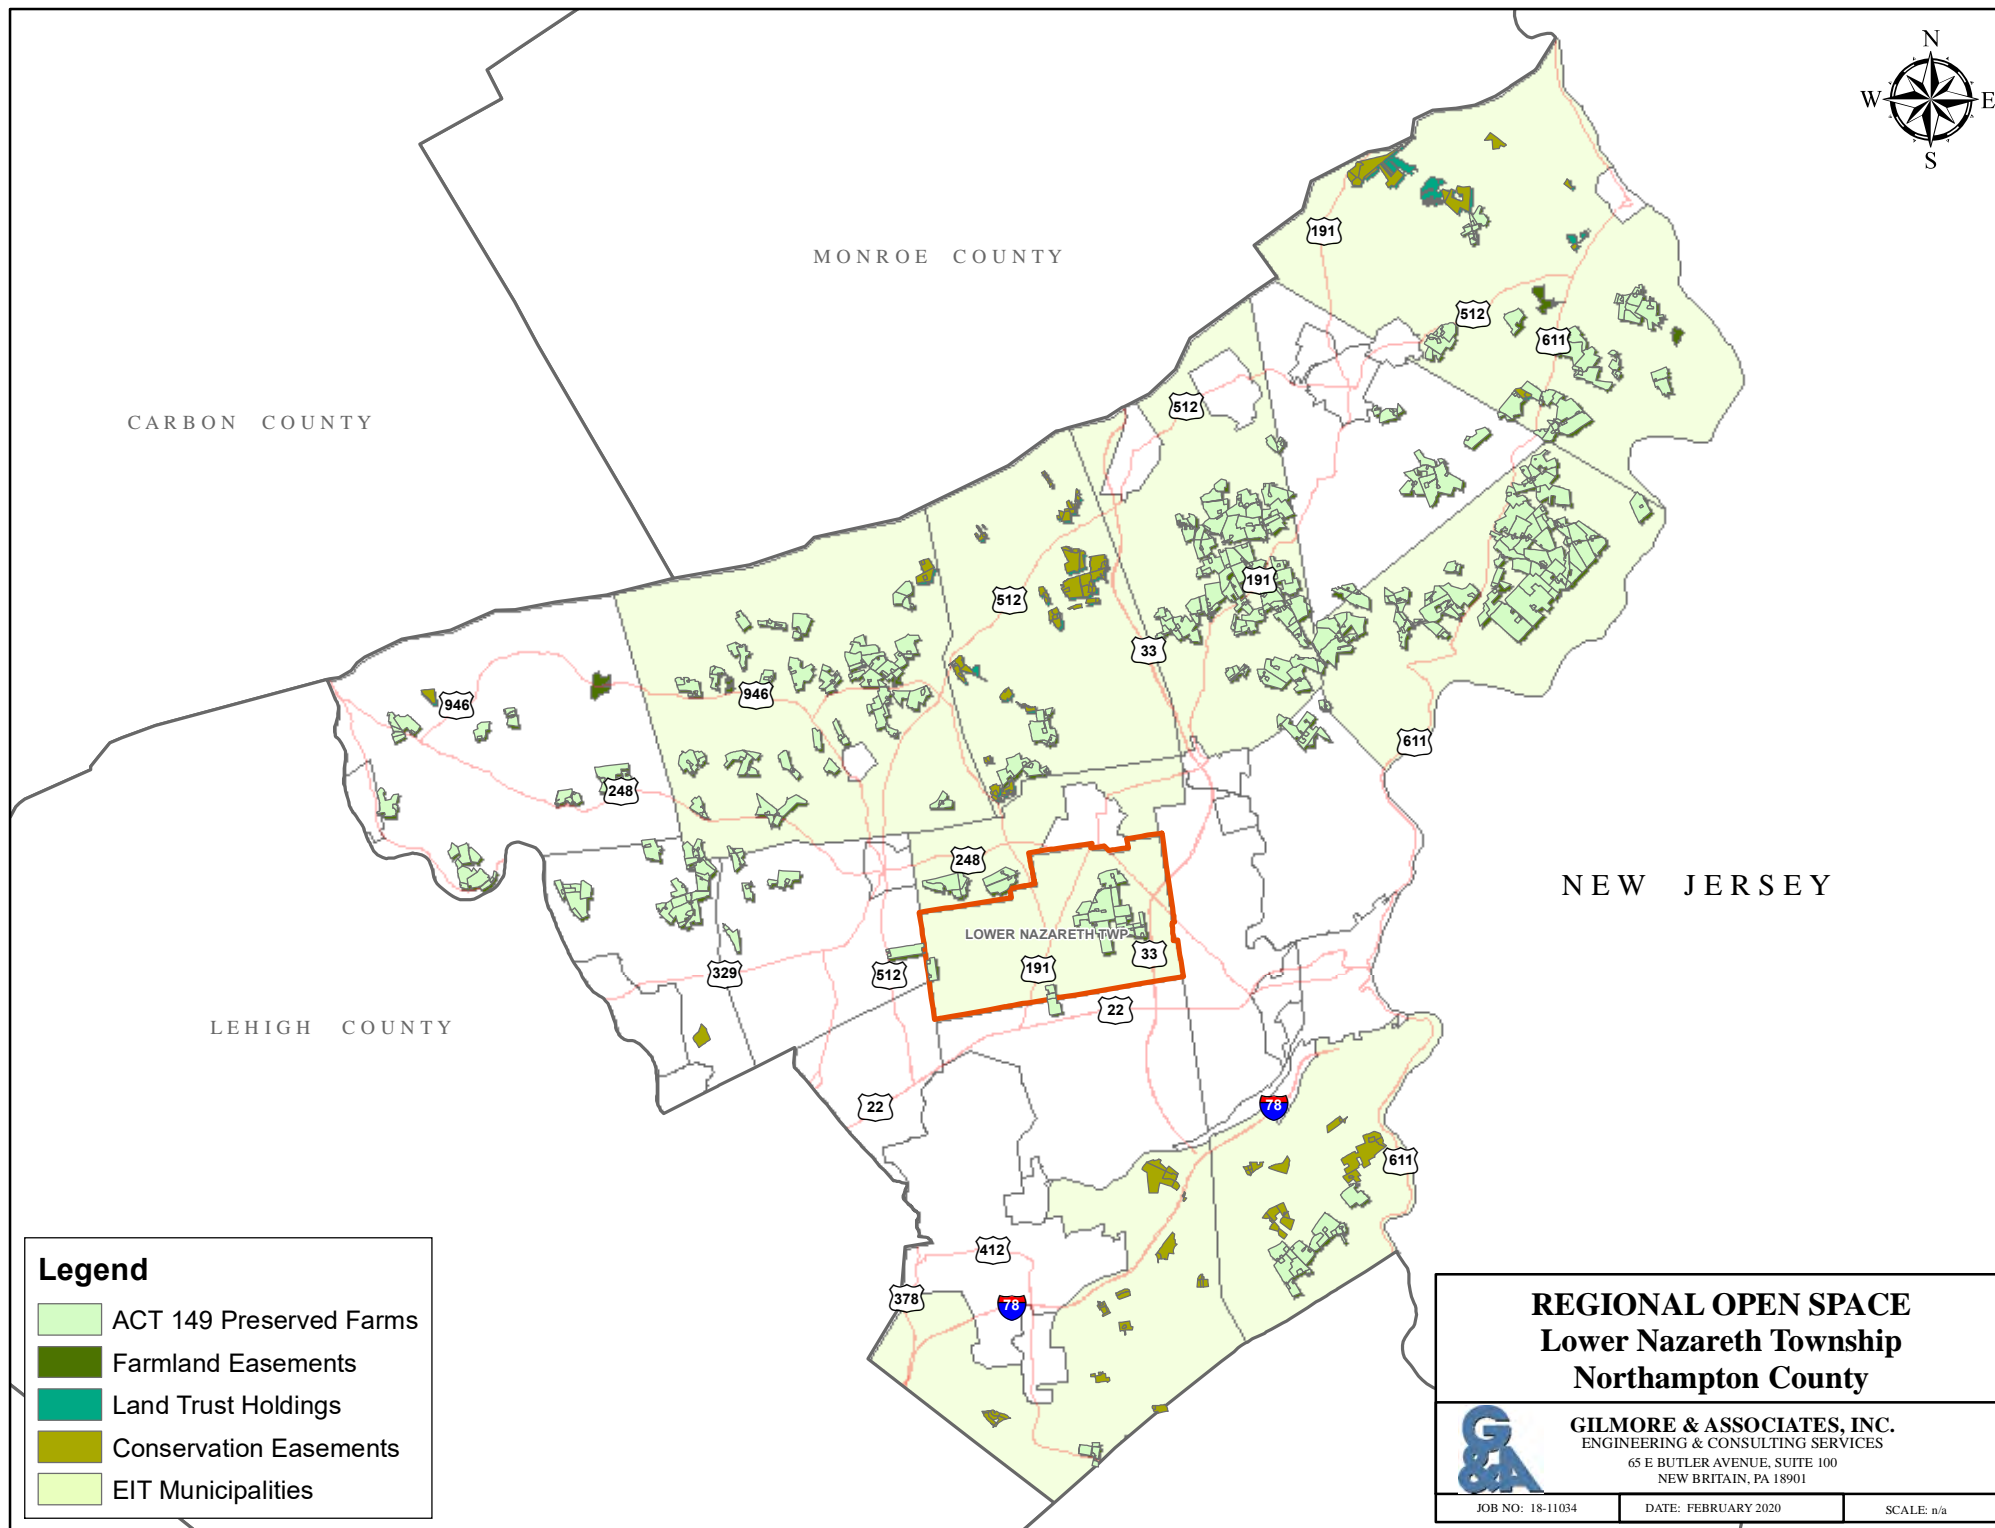 N
W E
S
MONROE COUNTY
CARBON COUNTY
191
512
611
512
191
512
33
946
946
611
248
248
NEW JERSEY
LOWER NAZARETH TWP
33
191
512
329
22
LEHIGH COUNTY
22
78
611
412
378
78
Legend
ACT 149 Preserved Farms
Farmland Easements
Land Trust Holdings
Conservation Easements
EIT Municipalities
REGIONAL OPEN SPACE
Lower Nazareth Township
Northampton County
G
&A
GILMORE & ASSOCIATES, INC.
ENGINEERING & CONSULTING SERVICES
65 E BUTLER AVENUE, SUITE 100
NEW BRITAIN, PA 18901
JOB NO: 18-11034 DATE: FEBRUARY 2020 SCALE: n/a